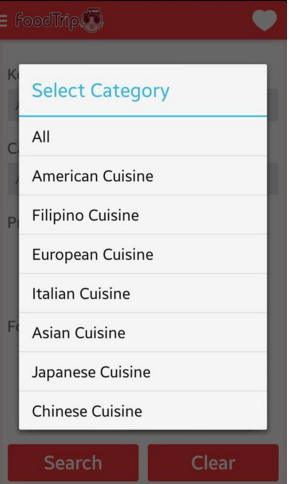 FoodTrip
Select Category
All
American Cuisine
Filipino Cuisine
European Cuisine
Italian Cuisine
Asian Cuisine
Japanese Cuisine
Chinese Cuisine
Search
Clear